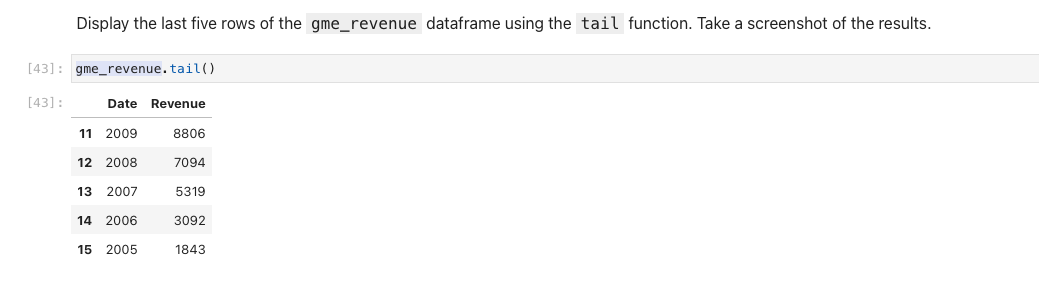 Display the last five rows of the gme_revenue dataframe using the tail function. Take a screenshot of the results.
[43]: gme_revenue.tail()
[43]: Date Revenue
11 2009 8806
12 2008 7094
13 2007 5319
14 2006 3092
15 2005 1843